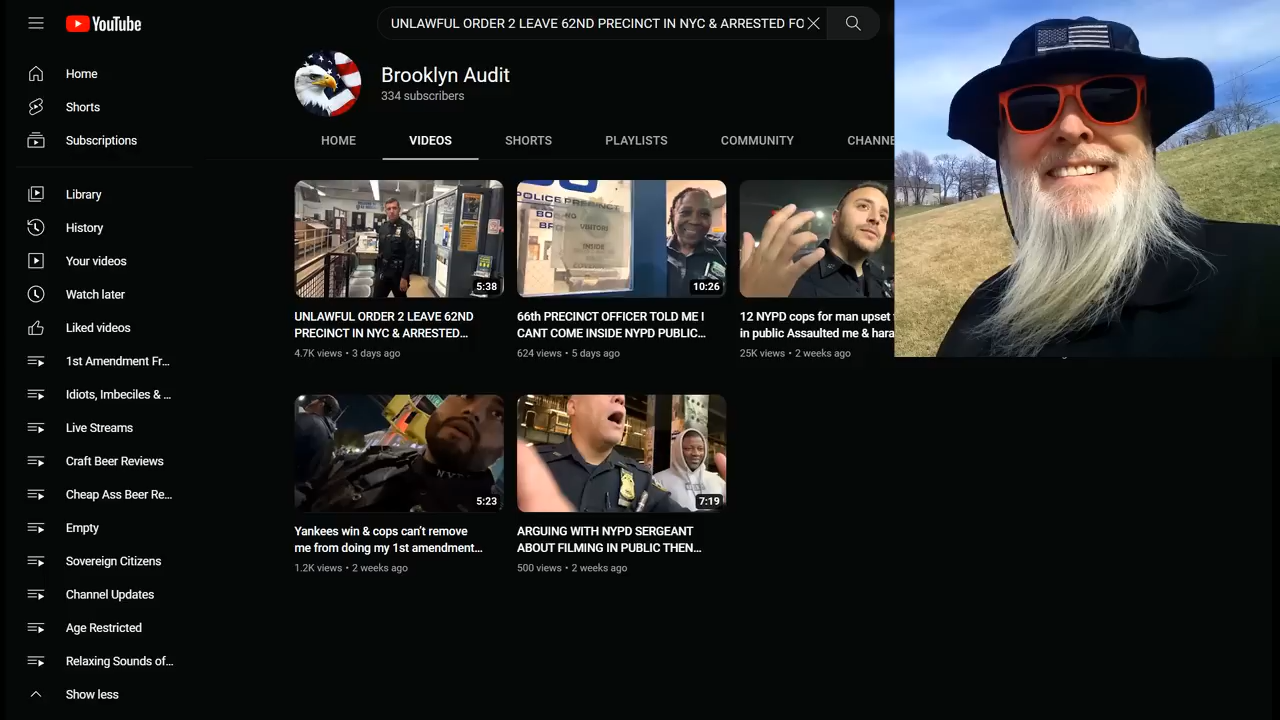 YouTube
UNLAWFUL ORDER 2 LEAVE 62ND PRECINCT IN NYC & ARRESTED FO
Brooklyn Audit
334 subscribers
HOME
VIDEOS
SHORTS
PLAYLISTS
COMMUNITY
CHANNE
Home
Shorts
Subscriptions
Library
History
Your videos
Watch later
Liked videos
1st Amendment Fr...
Idiots, Imbeciles & ...
Live Streams
Craft Beer Reviews
Cheap Ass Beer Re...
Empty
Sovereign Citizens
Channel Updates
Age Restricted
Relaxing Sounds of...
Show less
5:38
UNLAWFUL ORDER 2 LEAVE 62ND
PRECINCT IN NYC & ARRESTED...
4.7K views • 3 days ago
POLICE PRECINCT
NO
VISITORS
INSIDE
10:26
66th PRECINCT OFFICER TOLD ME I
CANT COME INSIDE NYPD PUBLIC...
624 views • 5 days ago
12 NYPD cops for man upset
in public Assaulted me & hara
25K views • 2 weeks ago
5:23
Yankees win & cops can't remove
me from doing my 1st amendment...
1.2K views • 2 weeks ago
7:19
ARGUING WITH NYPD SERGEANT
ABOUT FILMING IN PUBLIC THEN...
500 views • 2 weeks ago